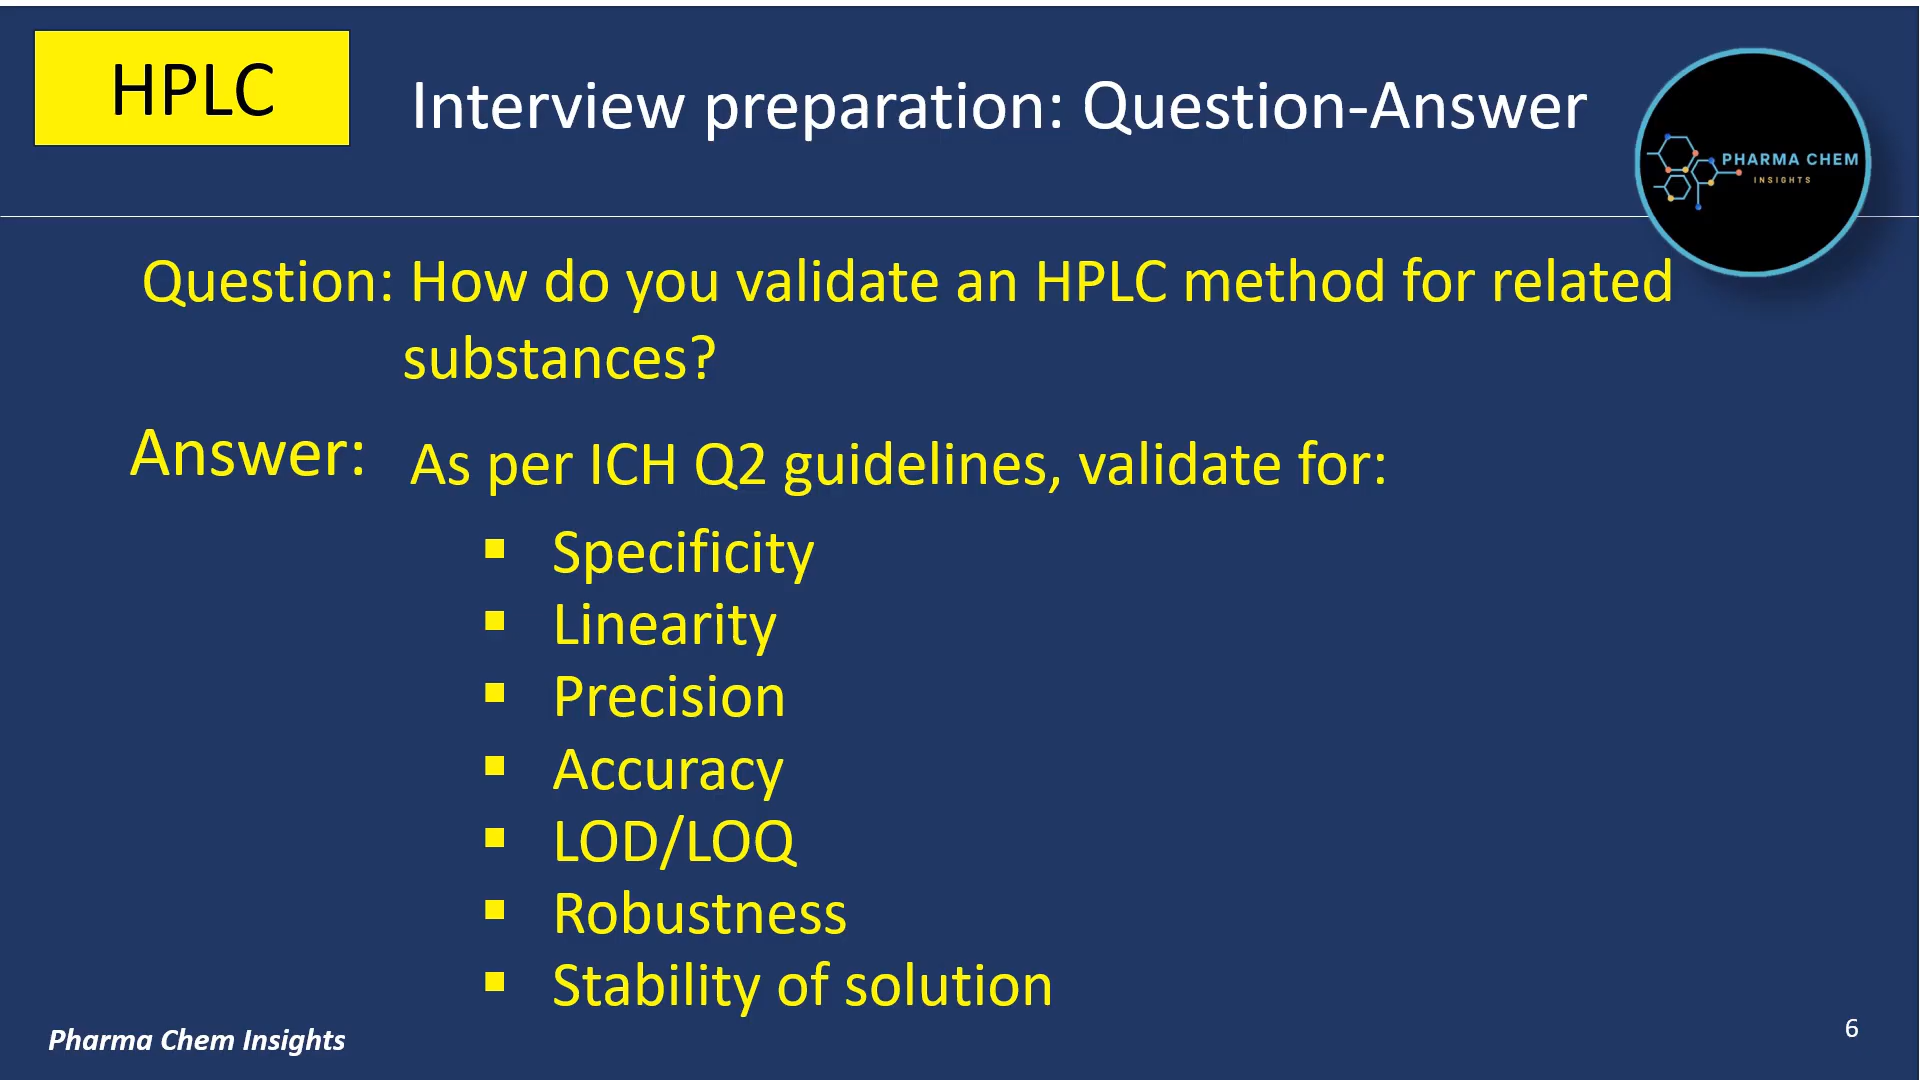 HPLC
Interview preparation: Question-Answer
PHARMA CHEM
INSIGHTS
Question: How do you validate an HPLC method for related
substances?
Answer: As per ICH Q2 guidelines, validate for:
▪ Specificity
▪ Linearity
▪ Precision
▪ Accuracy
▪ LOD/LOQ
▪ Robustness
▪ Stability of solution
Pharma Chem Insights
6